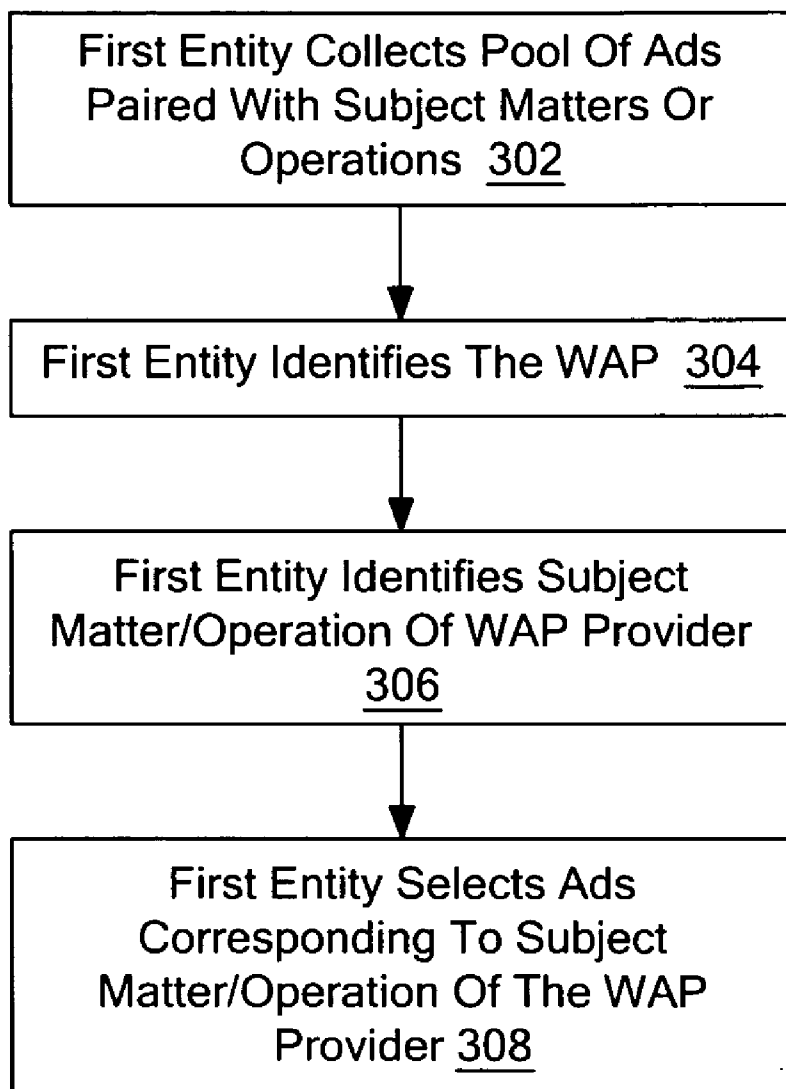 First Entity Collects Pool Of Ads
Paired With Subject Matters Or
Operations 302
First Entity Identifies The WAP 304
First Entity Identifies Subject
Matter/Operation Of WAP Provider
306
First Entity Selects Ads
Corresponding To Subject
Matter/Operation Of The WAP
Provider 308